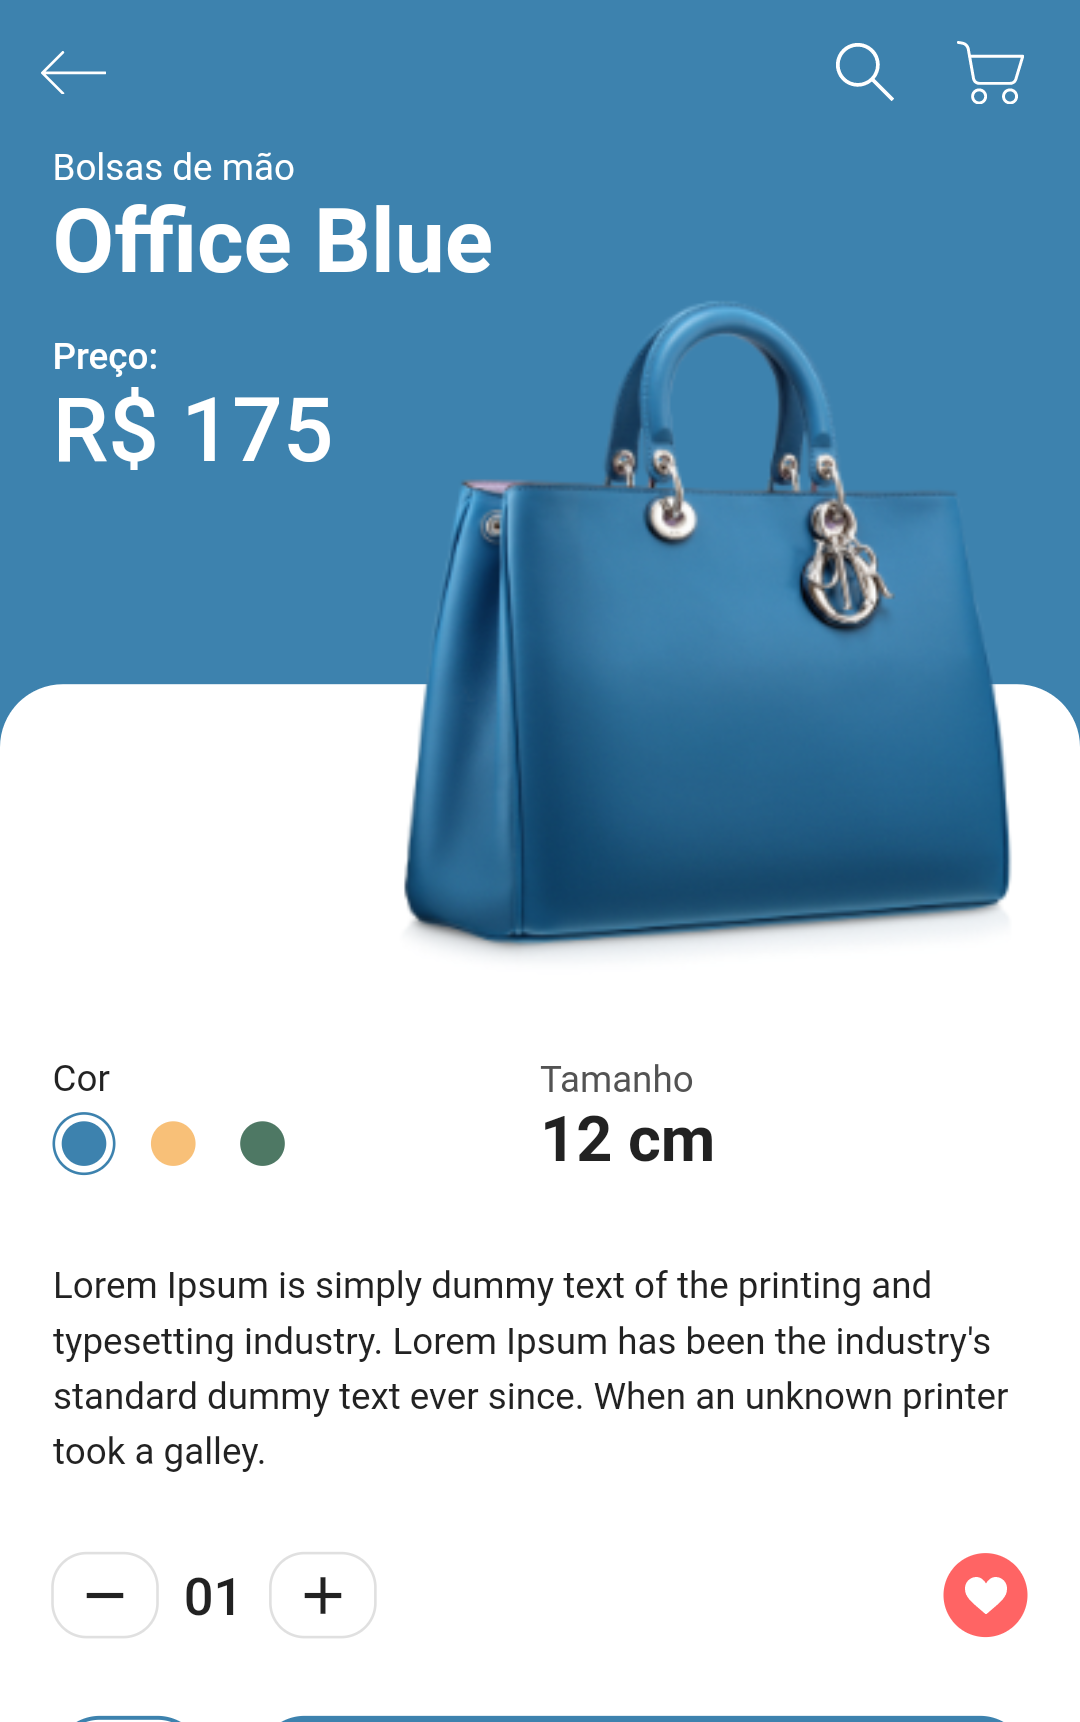 Bolsas de mão
Office Blue
Preço:
R$ 175
Cor
Tamanho
12 cm
Lorem Ipsum is simply dummy text of the printing and
typesetting industry. Lorem Ipsum has been the industry's
standard dummy text ever since. When an unknown printer
took a galley.
01